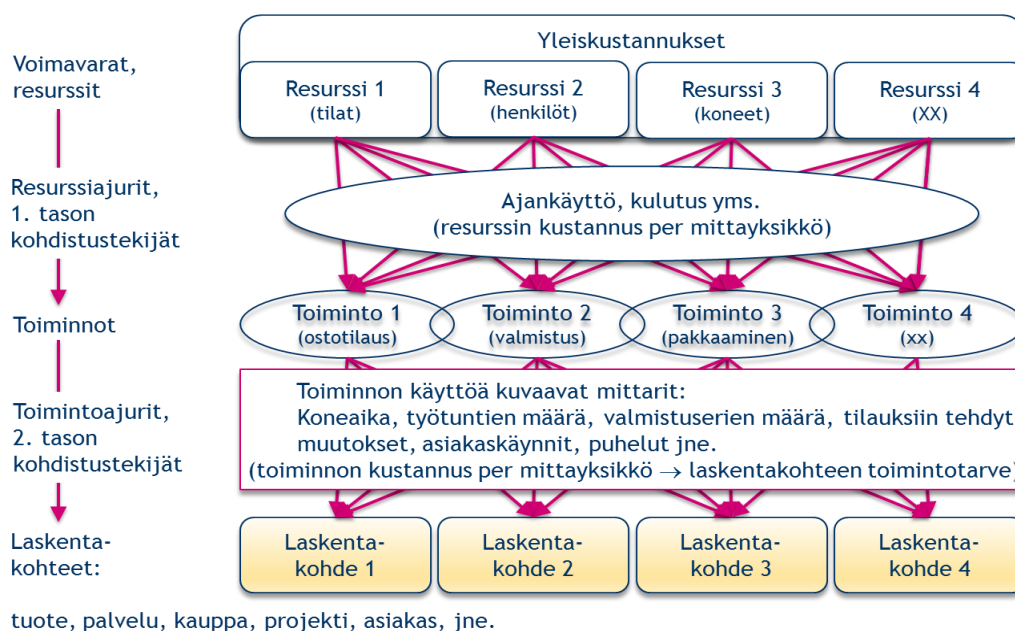 Yleiskustannukset
Voimavarat,
resurssit
Resurssi 1
(tilat)
Resurssi 2
(henkilöt)
Resurssi 3
(koneet)
Resurssi 4
(XX)
Resurssiajurit,
1. tason
kohdistustekijät
Ajankäyttö, kulutus yms.
(resurssin kustannus per mittayksikkö)
Toiminnot
Toiminto 1
(ostotilaus)
Toiminto 2
(valmistus)
Toiminto 3
(pakkaaminen)
Toiminto 4
(xx)
Toimintoajurit,
2. tason
kohdistustekijät
Toiminnon käyttöä kuvaavat mittarit:
Koneaika, työtuntien määrä, valmistuserien määrä, tilauksiin tehdyt
muutokset, asiakaskäynnit, puhelut jne.
(toiminnon kustannus per mittayksikkö → laskentakohteen toimintotarve)
Laskenta-
kohteet:
Laskenta-
kohde 1
Laskenta-
kohde 2
Laskenta-
kohde 3
Laskenta-
kohde 4
tuote, palvelu, kauppa, projekti, asiakas, jne.